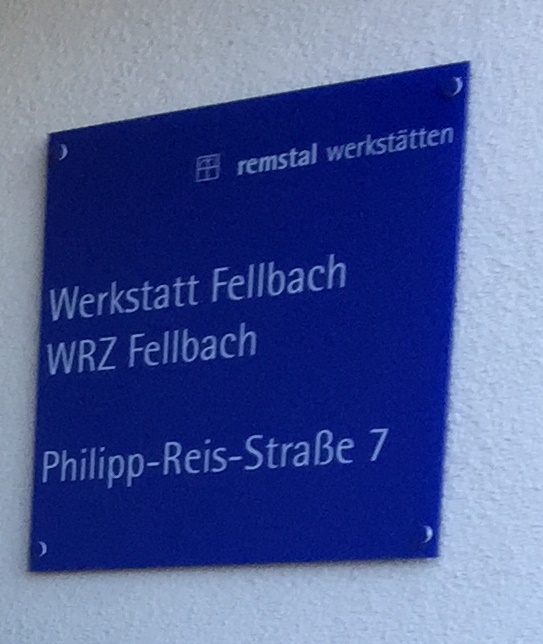 remstal werkstätten
Werkstatt Fellbach
WRZ Fellbach
Philipp-Reis-Straße 7